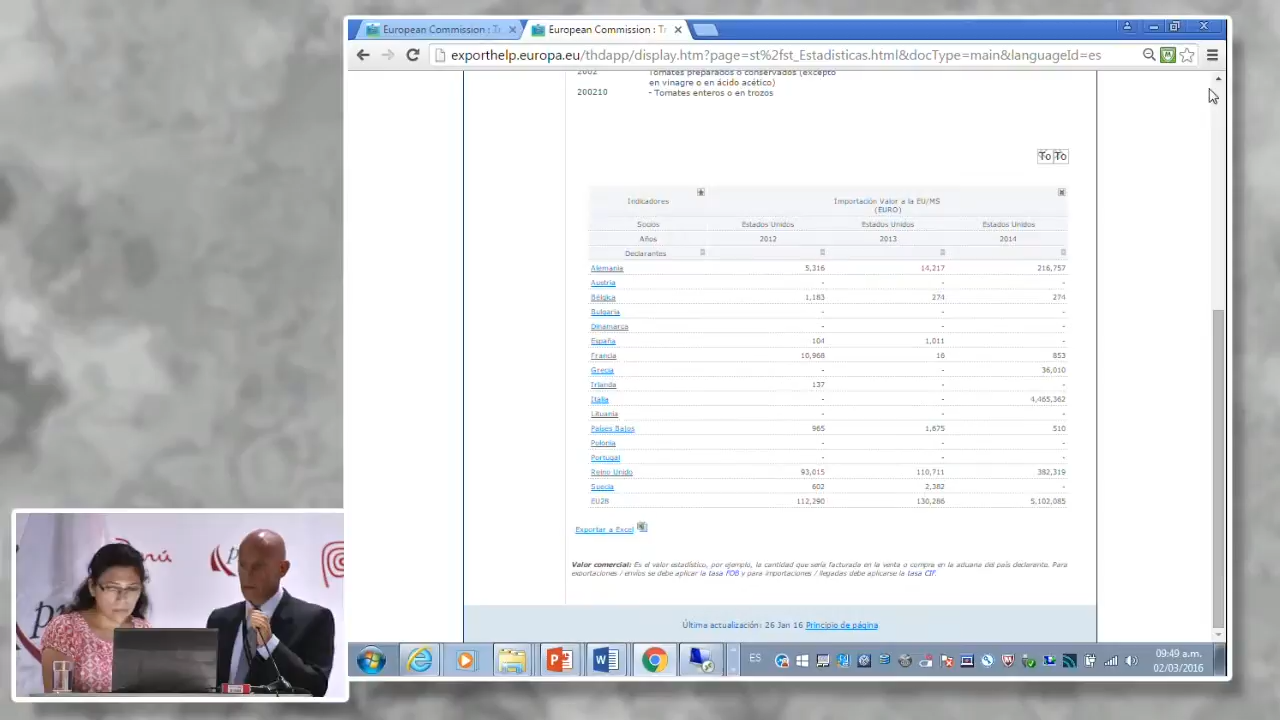 European Commission : Tr
European Commission : Tr
exporthelp.europa.eu/thdapp/display.htm?page=st%2fst_Estadisticas.html&docType=main&languageId=es
2002 Tomates preparados o conservados (excepto
en vinagre o en ácido acético)
200210 - Tomates enteros o en trozos
To To
Indicadores Importación Valor a la EU/MS
(EURO)
Socios Estados Unidos Estados Unidos Estados Unidos
Años 2012 2013 2014
Declarantes
Alemania 5,316 14,217 216,757
Austria - - -
Bélgica 1,183 274 274
Bulgaria - - -
Dinamarca - - -
España 104 1,011 -
Francia 10,968 16 853
Grecia - - 36,010
Irlanda 137 - -
Italia - - 4,465,362
Lituania - - -
Países Bajos 965 1,675 510
Polonia - - -
Portugal - - -
Reino Unido 93,015 110,711 382,319
Suecia 602 2,382 -
EU28 112,290 130,286 5,102,085
Exportar a Excel
Valor comercial: Es el valor estadístico, por ejemplo, la cantidad que sería facturada en la venta o compra en la aduana del país declarante. Para
exportaciones / envíos se debe aplicar la tasa FOB y para importaciones / llegadas debe aplicarse la tasa CIF.
Última actualización: 26 Jan 16 Principio de página
ES
09:49 a.m.
02/03/2016